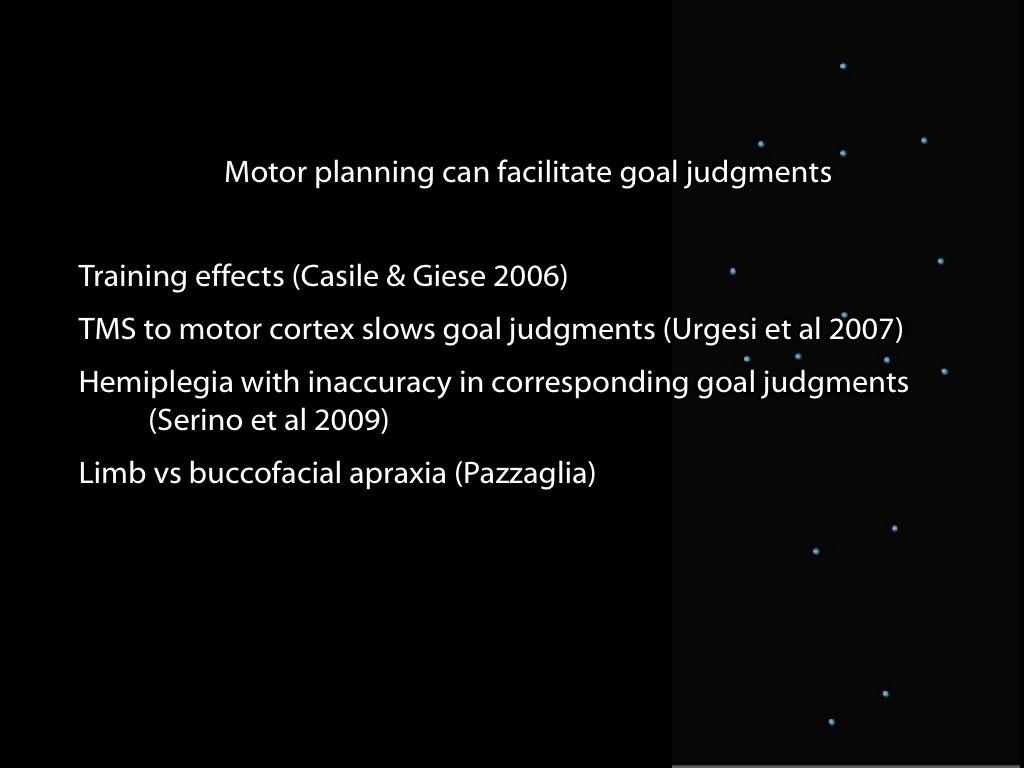 Motor planning can facilitate goal judgments
Training effects (Casile & Giese 2006)
TMS to motor cortex slows goal judgments (Urgesi et al 2007)
Hemiplegia with inaccuracy in corresponding goal judgments
(Serino et al 2009)
Limb vs buccofacial apraxia (Pazzaglia)